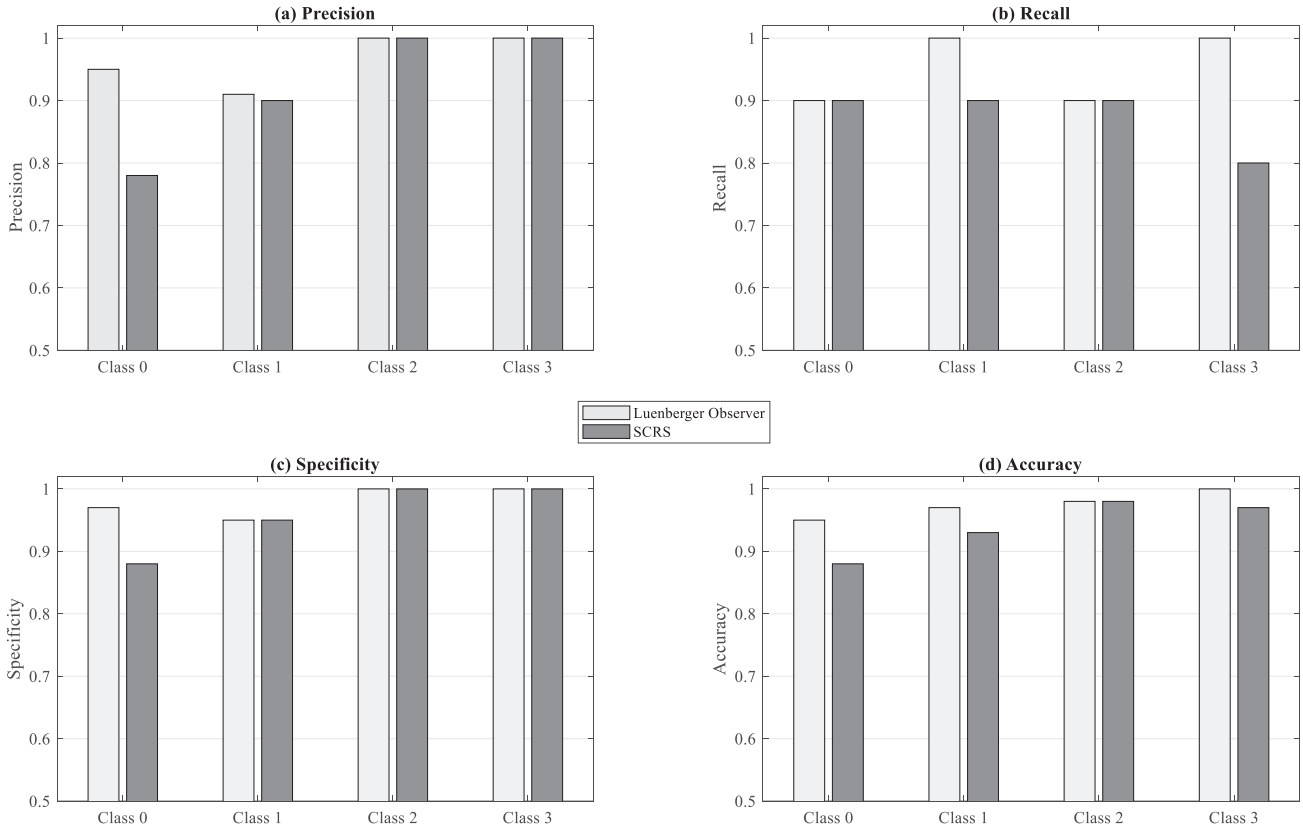 (a) Precision
1
0.9
0.8
0.7
0.6
0.5
Precision
Class 0 Class 1 Class 2 Class 3
(b) Recall
1
0.9
0.8
0.7
0.6
0.5
Recall
Class 0 Class 1 Class 2 Class 3
Luenberger Observer
SCRS
(c) Specificity
1
0.9
0.8
0.7
0.6
0.5
Specificity
Class 0 Class 1 Class 2 Class 3
(d) Accuracy
1
0.9
0.8
0.7
0.6
0.5
Accuracy
Class 0 Class 1 Class 2 Class 3